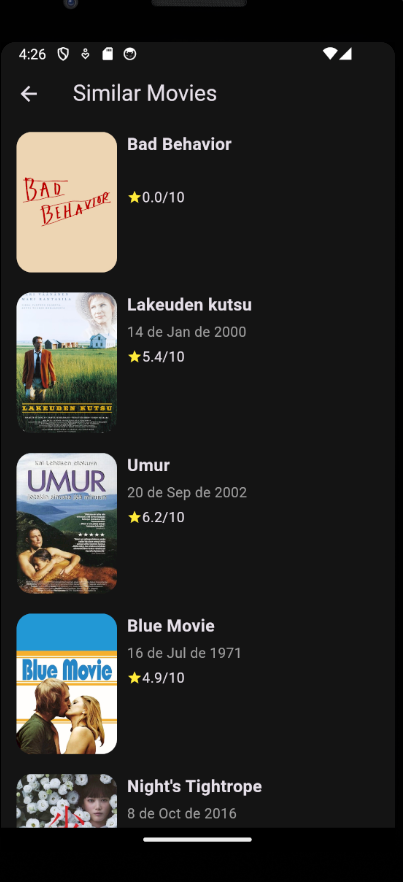 4:26
Similar Movies
BAD
BEHAVIOR
Bad Behavior
⭐0.0/10
LAKEUDEN KUTSU
Lakeuden kutsu
14 de Jan de 2000
⭐5.4/10
UMUR
Umur
20 de Sep de 2002
⭐6.2/10
Blue Movie
Blue Movie
16 de Jul de 1971
⭐4.9/10
Night's Tightrope
8 de Oct de 2016